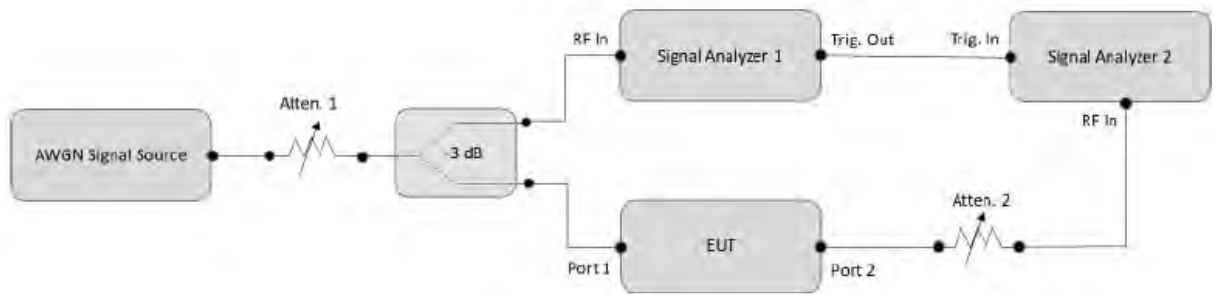 RF In
Signal Analyzer 1
Trig. Out
Trig. In
Signal Analyzer 2
Atten. 1
RF In
AWGN Signal Source
-3 dB
Atten. 2
EUT
Port 1
Port 2